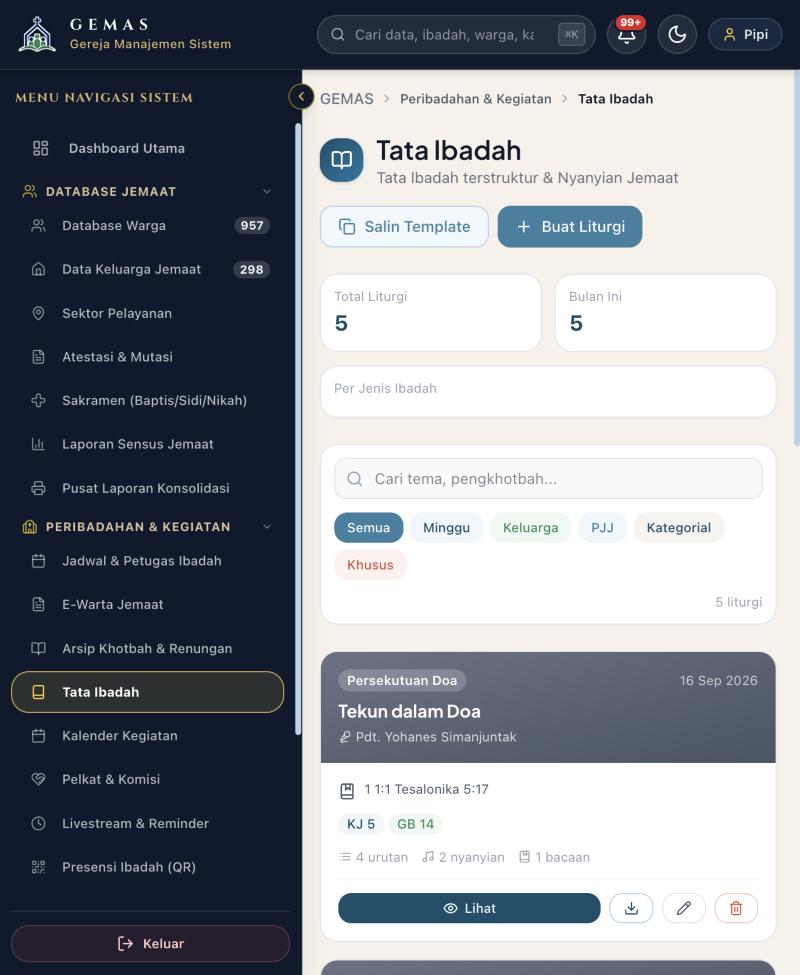 GEMAS
Gereja Manajemen Sistem
Cari data, ibadah, warga, ka
⌘K
99+
Pipi
MENU NAVIGASI SISTEM
Dashboard Utama
DATABASE JEMAAT
Database Warga 957
Data Keluarga Jemaat 298
Sektor Pelayanan
Atestasi & Mutasi
Sakramen (Baptis/Sidi/Nikah)
Laporan Sensus Jemaat
Pusat Laporan Konsolidasi
PERIBADAHAN & KEGIATAN
Jadwal & Petugas Ibadah
E-Warta Jemaat
Arsip Khotbah & Renungan
Tata Ibadah
Kalender Kegiatan
Pelkat & Komisi
Livestream & Reminder
Presensi Ibadah (QR)
Keluar
GEMAS > Peribadahan & Kegiatan > Tata Ibadah
Tata Ibadah
Tata Ibadah terstruktur & Nyanyian Jemaat
Salin Template
+ Buat Liturgi
Total Liturgi
5
Bulan Ini
5
Per Jenis Ibadah
Cari tema, pengkhotbah...
Semua Minggu Keluarga PJJ Kategorial
Khusus
5 liturgi
Persekutuan Doa 16 Sep 2026
Tekun dalam Doa
Pdt. Yohanes Simanjuntak
1 1:1 Tesalonika 5:17
KJ 5 GB 14
4 urutan 2 nyanyian 1 bacaan
Lihat